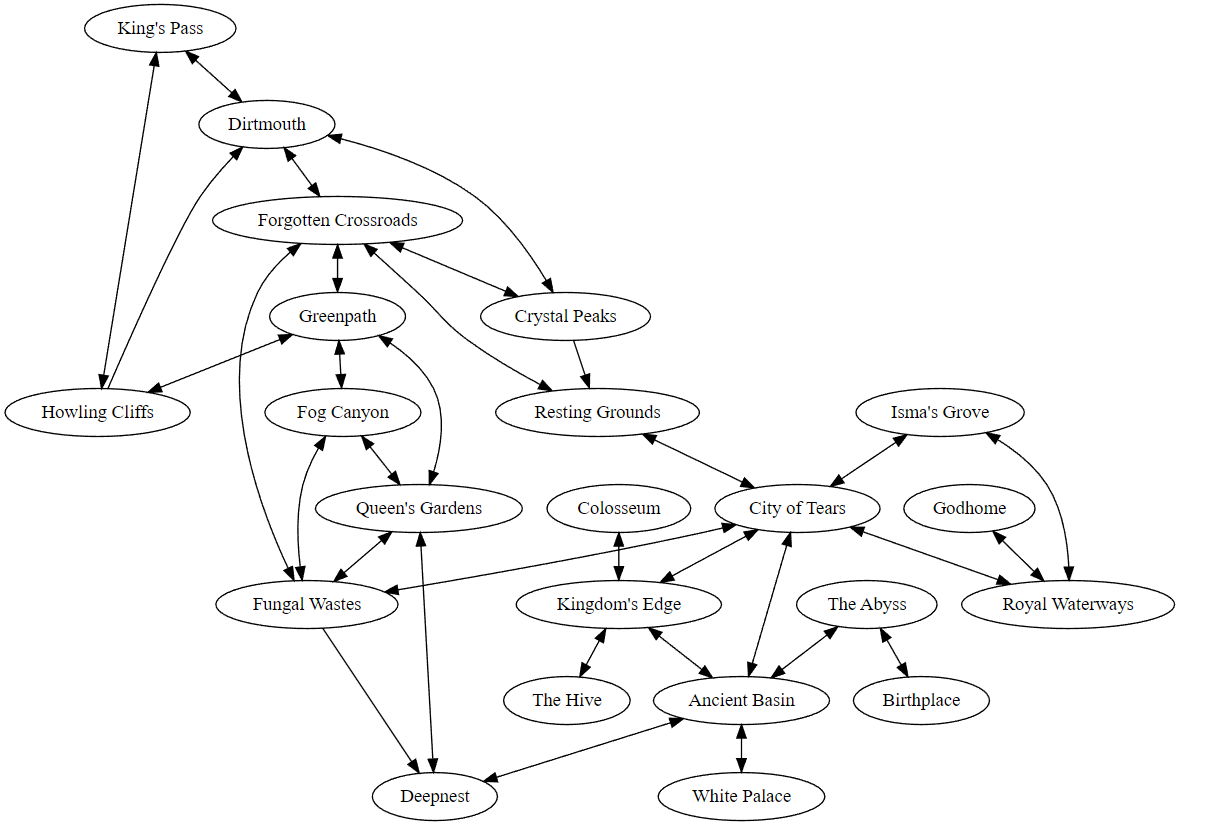 King's Pass
Dirtmouth
Forgotten Crossroads
Greenpath
Crystal Peaks
Howling Cliffs
Fog Canyon
Resting Grounds
Isma's Grove
Queen's Gardens
Colosseum
City of Tears
Godhome
Fungal Wastes
Kingdom's Edge
The Abyss
Royal Waterways
The Hive
Ancient Basin
Birthplace
Deepnest
White Palace